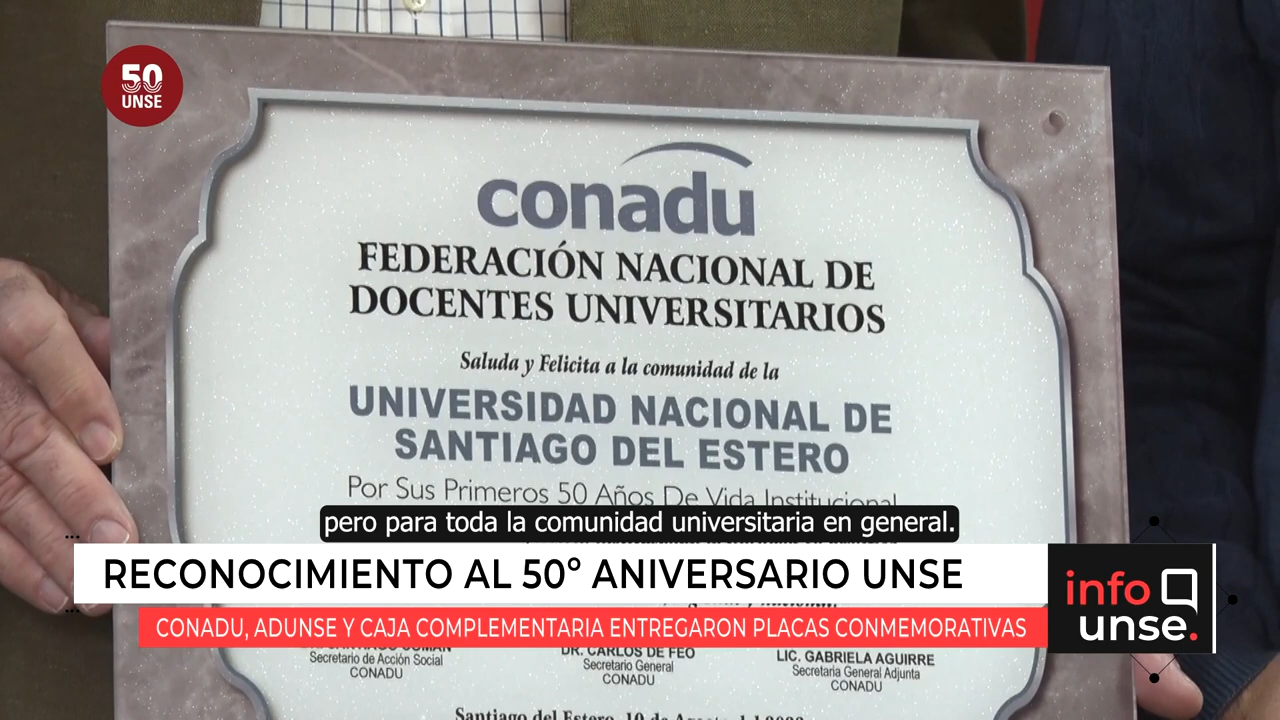 50
UNSE
conadu
FEDERACIÓN NACIONAL DE
DOCENTES UNIVERSITARIOS
Saluda y Felicita a la comunidad de la
UNIVERSIDAD NACIONAL DE
SANTIAGO DEL ESTERO
Por Sus Primeros 50 Años De Vida Institucional
pero para toda la comunidad universitaria en general.
RECONOCIMIENTO AL 50° ANIVERSARIO UNSE
info
unse.
CONADU, ADUNSE Y CAJA COMPLEMENTARIA ENTREGARON PLACAS CONMEMORATIVAS
DR. CARLOS DE FEO
LIC. GABRIELA AGUIRRE
Secretario de Acción Social
Secretario General
Secretaria General Adjunta
CONADU
CONADU
CONADU
Santiago del Estero, 10 de